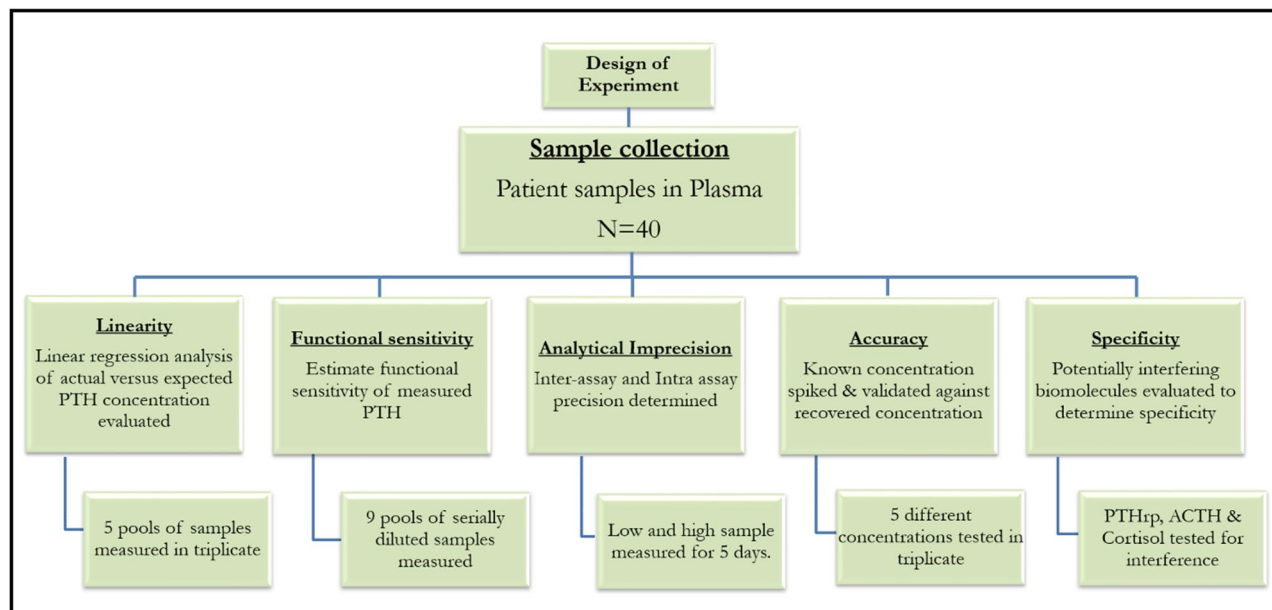 Design of
Experiment
Sample collection
Patient samples in Plasma
N=40
Linearity
Linear regression analysis
of actual versus expected
PTH concentration
evaluated
Functional sensitivity
Estimate functional
sensitivity of measured
PTH
Analytical Imprecision
Inter-assay and Intra assay
precision determined
Accuracy
Known concentration
spiked & validated against
recovered concentration
Specificity
Potentially interfering
biomolecules evaluated to
determine specificity
5 pools of samples
measured in triplicate
9 pools of serially
diluted samples
measured
Low and high sample
measured for 5 days.
5 different
concentrations tested in
triplicate
PTHrp, ACTH &
Cortisol tested for
interference